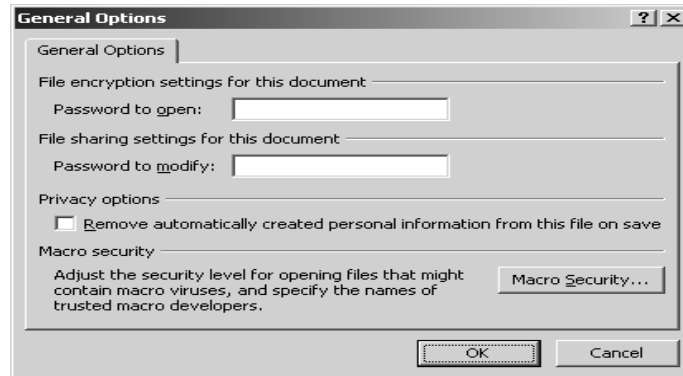 General Options
General Options
File encryption settings for this document
Password to open:
File sharing settings for this document
Password to modify:
Privacy options
Remove automatically created personal information from this file on save
Macro security
Adjust the security level for opening files that might
contain macro viruses, and specify the names of
trusted macro developers.
Macro Security...
OK
Cancel